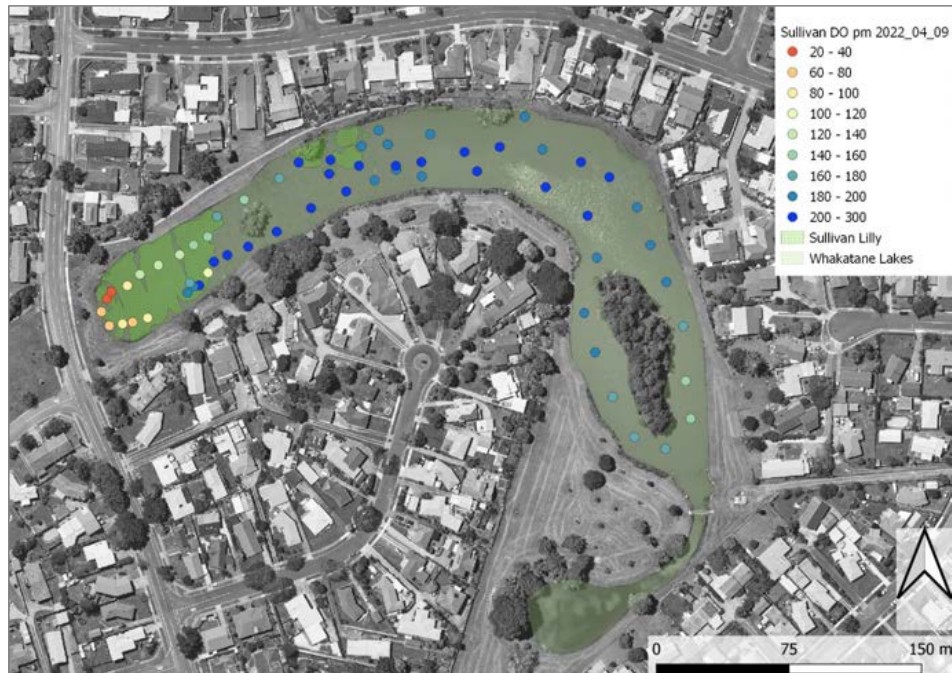 Sullivan DO pm 2022_04_09
20 - 40
60 - 80
80 - 100
100 - 120
120 - 140
140 - 160
160 - 180
180 - 200
200 - 300
Sullivan Lilly
Whakatane Lakes
0 75 150 m